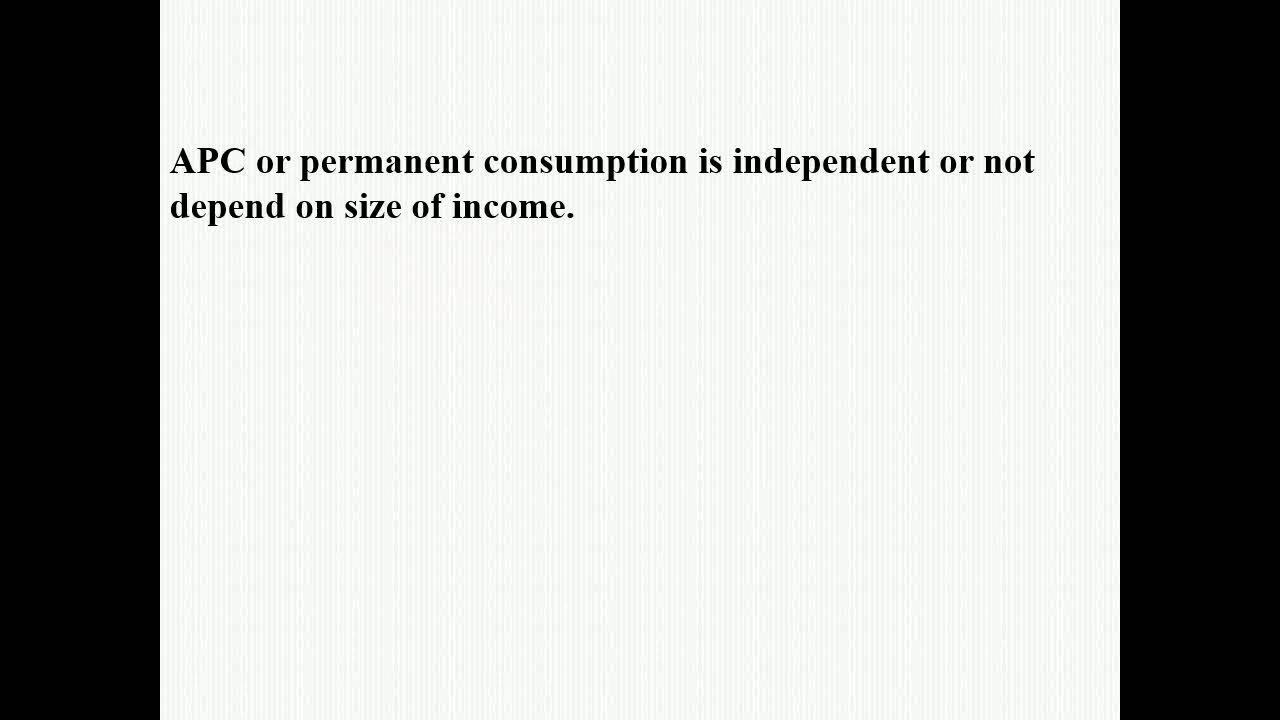 APC or permanent consumption is independent or not
depend on size of income.